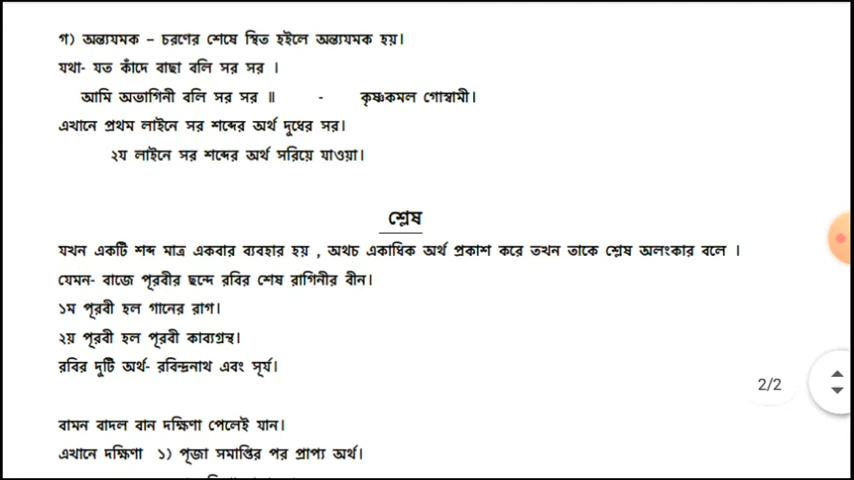 গ) অন্ত্যযমক – চরণের শেষে স্থিত হইলে অন্ত্যযমক হয়।
যথা- যত কাঁদে বাছা বলি সর সর ।
আমি অভাগিনী বলি সর সর ॥ - কৃষ্ণকমল গোস্বামী।
এখানে প্রথম লাইনে সর শব্দের অর্থ দুধের সর।
২য লাইনে সর শব্দের অর্থ সরিয়ে যাওয়া।
শ্লেষ
যখন একটি শব্দ মাত্র একবার ব্যবহার হয় , অথচ একাধিক অর্থ প্রকাশ করে তখন তাকে শ্লেষ অলংকার বলে ।
যেমন- বাজে পূরবীর ছন্দে রবির শেষ রাগিনীর বীন।
১ম পূরবী হল গানের রাগ।
২য় পূরবী হল পূরবী কাব্যগ্রন্থ।
রবির দুটি অর্থ- রবিন্দ্রনাথ এবং সূর্য।
2/2
বামন বাদল বান দক্ষিণা পেলেই যান।
এখানে দক্ষিণা ১) পূজা সমাপ্তির পর প্রাপ্য অর্থ।